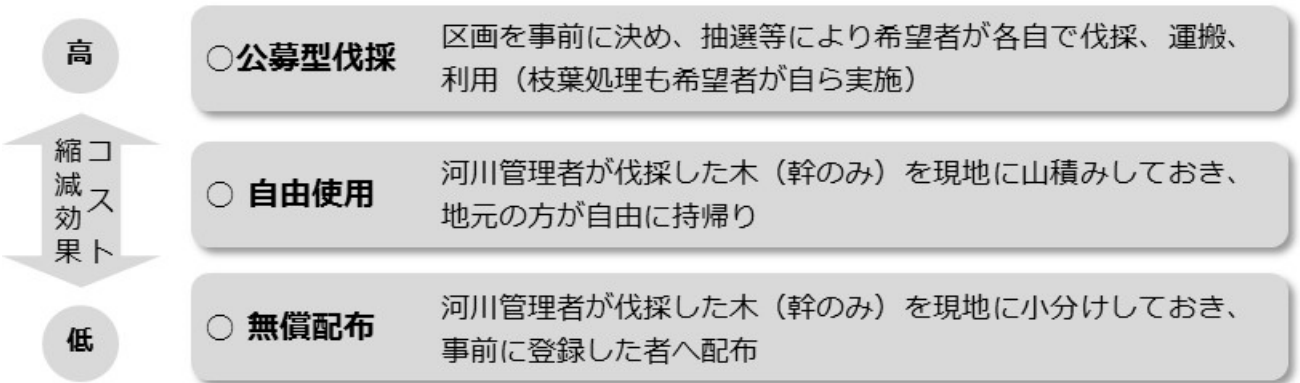 高
○公募型伐採
区画を事前に決め、抽選等により希望者が各自で伐採、運搬、
利用（枝葉処理も希望者が自ら実施）
コスト
縮減効果
○ 自由使用
河川管理者が伐採した木（幹のみ）を現地に山積みしておき、
地元の方が自由に持帰り
低
○ 無償配布
河川管理者が伐採した木（幹のみ）を現地に小分けしておき、
事前に登録した者へ配布